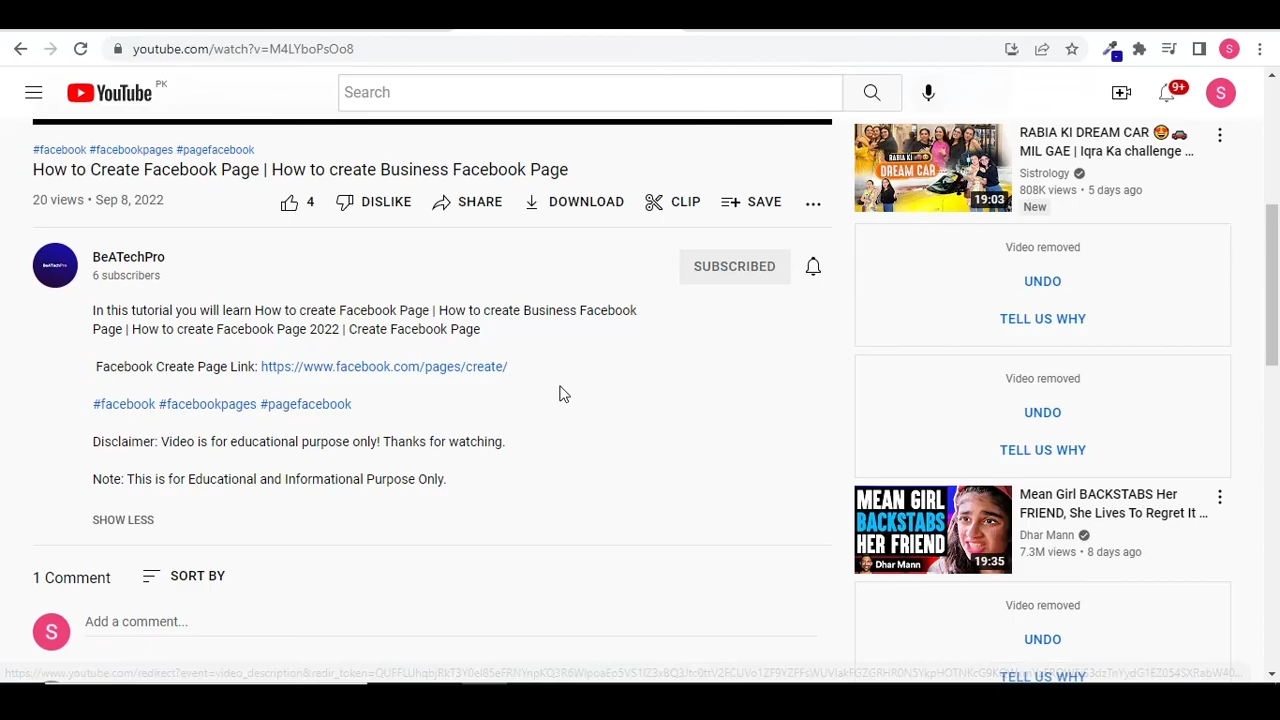 youtube.com/watch?v=M4LYboPsOo8
S
YouTube PK
Search
9+
S
#facebook #facebookpages #pagefacebook
How to Create Facebook Page | How to create Business Facebook Page
20 views • Sep 8, 2022
4
DISLIKE
SHARE
DOWNLOAD
CLIP
SAVE
BeATechPro
BeATechPro
6 subscribers
SUBSCRIBED
In this tutorial you will learn How to create Facebook Page | How to create Business Facebook
Page | How to create Facebook Page 2022 | Create Facebook Page
Facebook Create Page Link: https://www.facebook.com/pages/create/
#facebook #facebookpages #pagefacebook
Disclaimer: Video is for educational purpose only! Thanks for watching.
Note: This is for Educational and Informational Purpose Only.
SHOW LESS
1 Comment
SORT BY
S
Add a comment...
RABIA KI
DREAM CAR
19:03
RABIA KI DREAM CAR 🤩🚗
MIL GAE | Iqra Ka challenge ...
Sistrology
808K views • 5 days ago
New
Video removed
UNDO
TELL US WHY
Video removed
UNDO
TELL US WHY
MEAN GIRL
BACKSTABS
HER FRIEND
Dhar Mann
19:35
Mean Girl BACKSTABS Her
FRIEND, She Lives To Regret It ...
Dhar Mann
7.3M views • 8 days ago
Video removed
UNDO
TELL US WHY